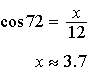 cos 72 = x/12
x ≈ 3.7